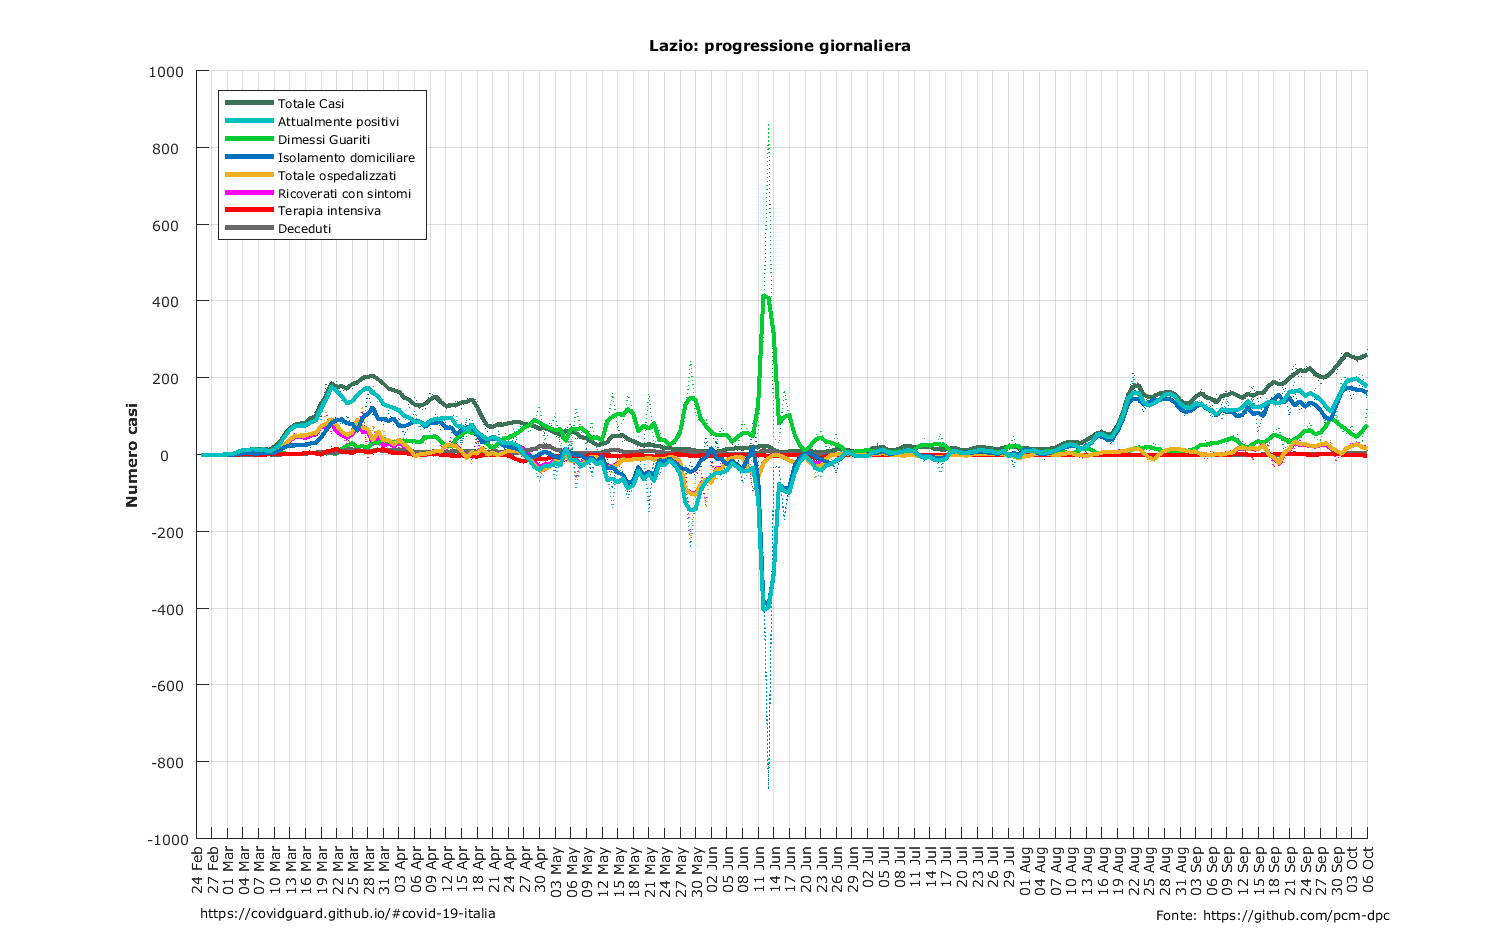 Lazio: progressione giornaliera
1000
800
600
400
200
0
-200
-400
-600
-800
-1000
Numero casi
Totale Casi
Attualmente positivi
Dimessi Guariti
Isolamento domiciliare
Totale ospedalizzati
Ricoverati con sintomi
Terapia intensiva
Deceduti
24 Feb
27 Feb
01 Mar
04 Mar
07 Mar
10 Mar
13 Mar
16 Mar
19 Mar
22 Mar
25 Mar
28 Mar
31 Mar
03 Apr
06 Apr
09 Apr
12 Apr
15 Apr
18 Apr
21 Apr
24 Apr
27 Apr
30 Apr
03 May
06 May
09 May
12 May
15 May
18 May
21 May
24 May
27 May
30 May
02 Jun
05 Jun
08 Jun
11 Jun
14 Jun
17 Jun
20 Jun
23 Jun
26 Jun
29 Jun
02 Jul
05 Jul
08 Jul
11 Jul
14 Jul
17 Jul
20 Jul
23 Jul
26 Jul
29 Jul
01 Aug
04 Aug
07 Aug
10 Aug
13 Aug
16 Aug
19 Aug
22 Aug
25 Aug
28 Aug
31 Aug
03 Sep
06 Sep
09 Sep
12 Sep
15 Sep
18 Sep
21 Sep
24 Sep
27 Sep
30 Sep
03 Oct
06 Oct
https://covidguard.github.io/#covid-19-italia
Fonte: https://github.com/pcm-dpc